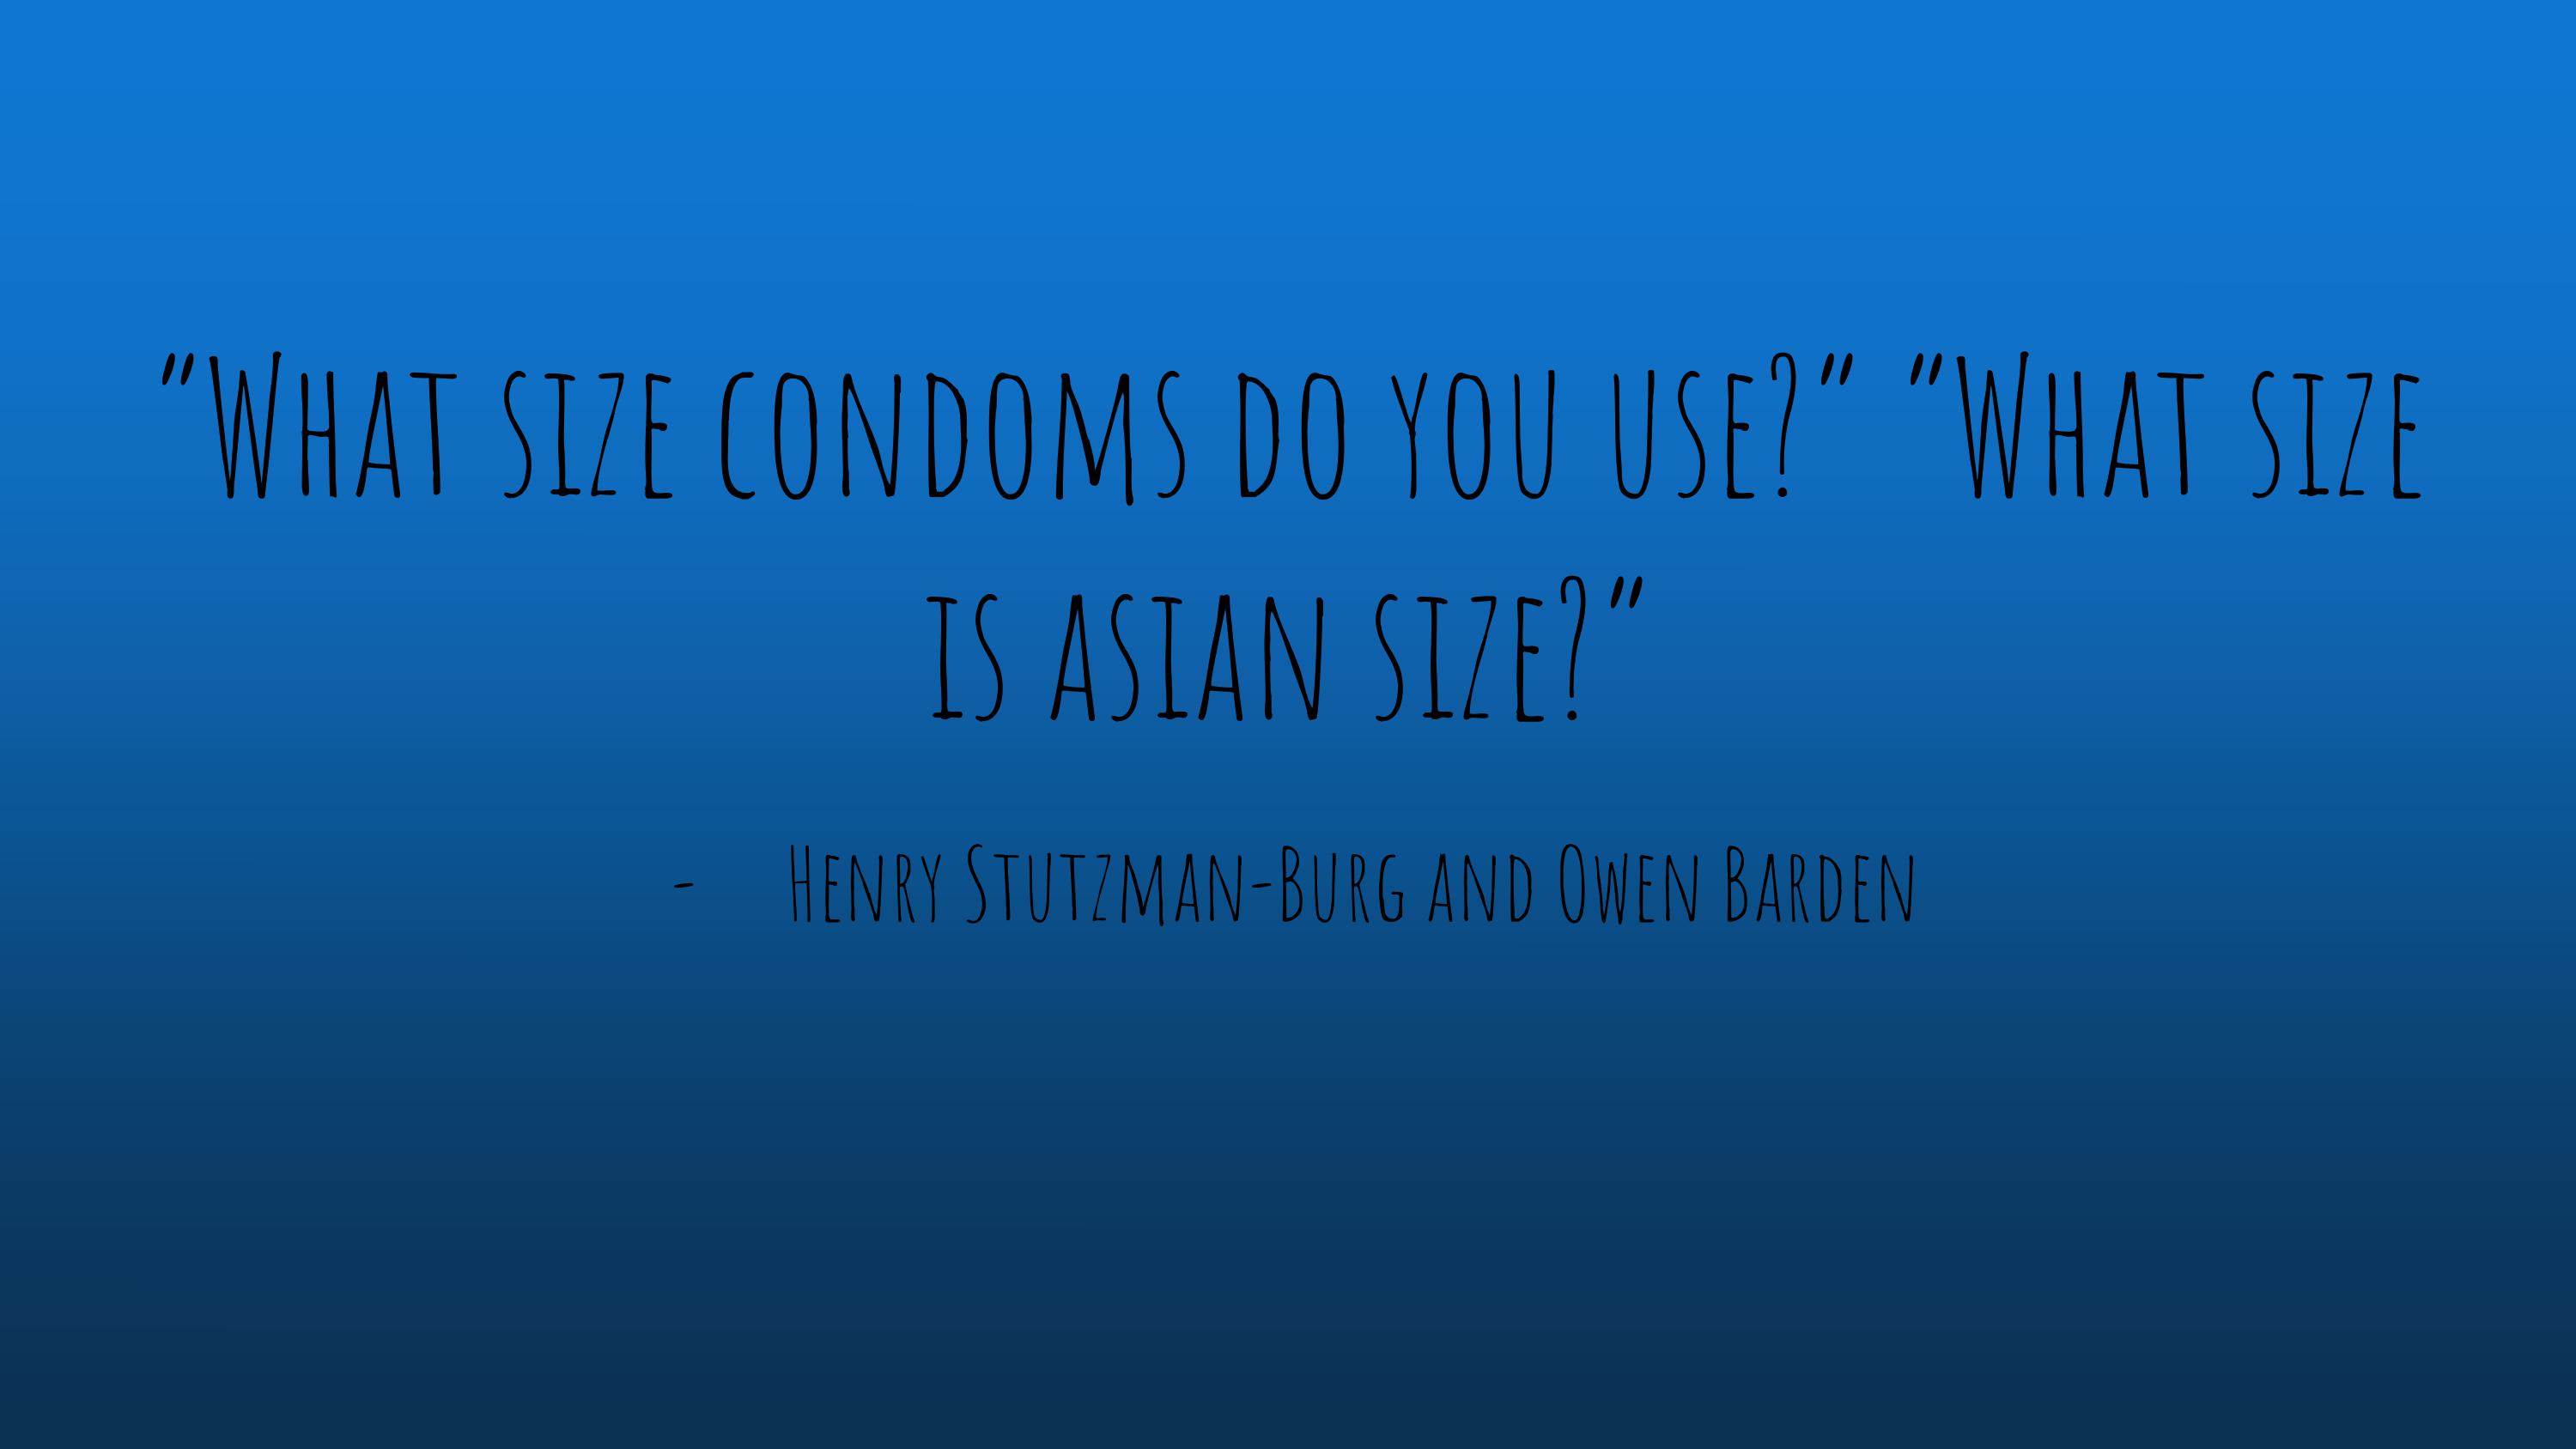 "What size condoms do you use?" "What size
is asian size?"
- Henry Stutzman-Burg and Owen Barden